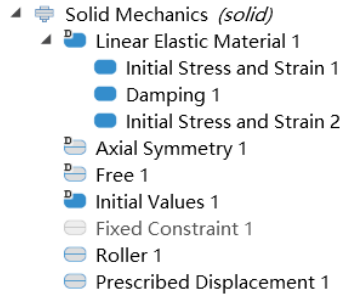 Solid Mechanics (solid)
D Linear Elastic Material 1
Initial Stress and Strain 1
Damping 1
Initial Stress and Strain 2
D Axial Symmetry 1
D Free 1
D Initial Values 1
Fixed Constraint 1
Roller 1
Prescribed Displacement 1